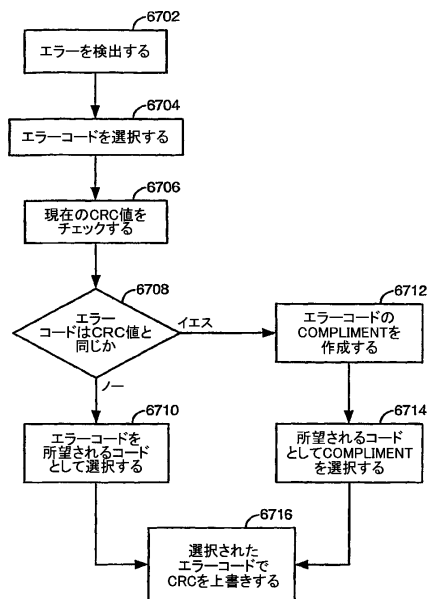 6702
エラーを検出する
6704
エラーコードを選択する
6706
現在のCRC値を
チェックする
6708
エラー
コードはCRC値と
同じか
イエス
ノー
6712
エラーコードの
COMPLIMENTを
作成する
6710
エラーコードを
所望されるコード
として選択する
6714
所望されるコード
としてCOMPLIMENT
を選択する
6716
選択された
エラーコードで
CRCを上書きする